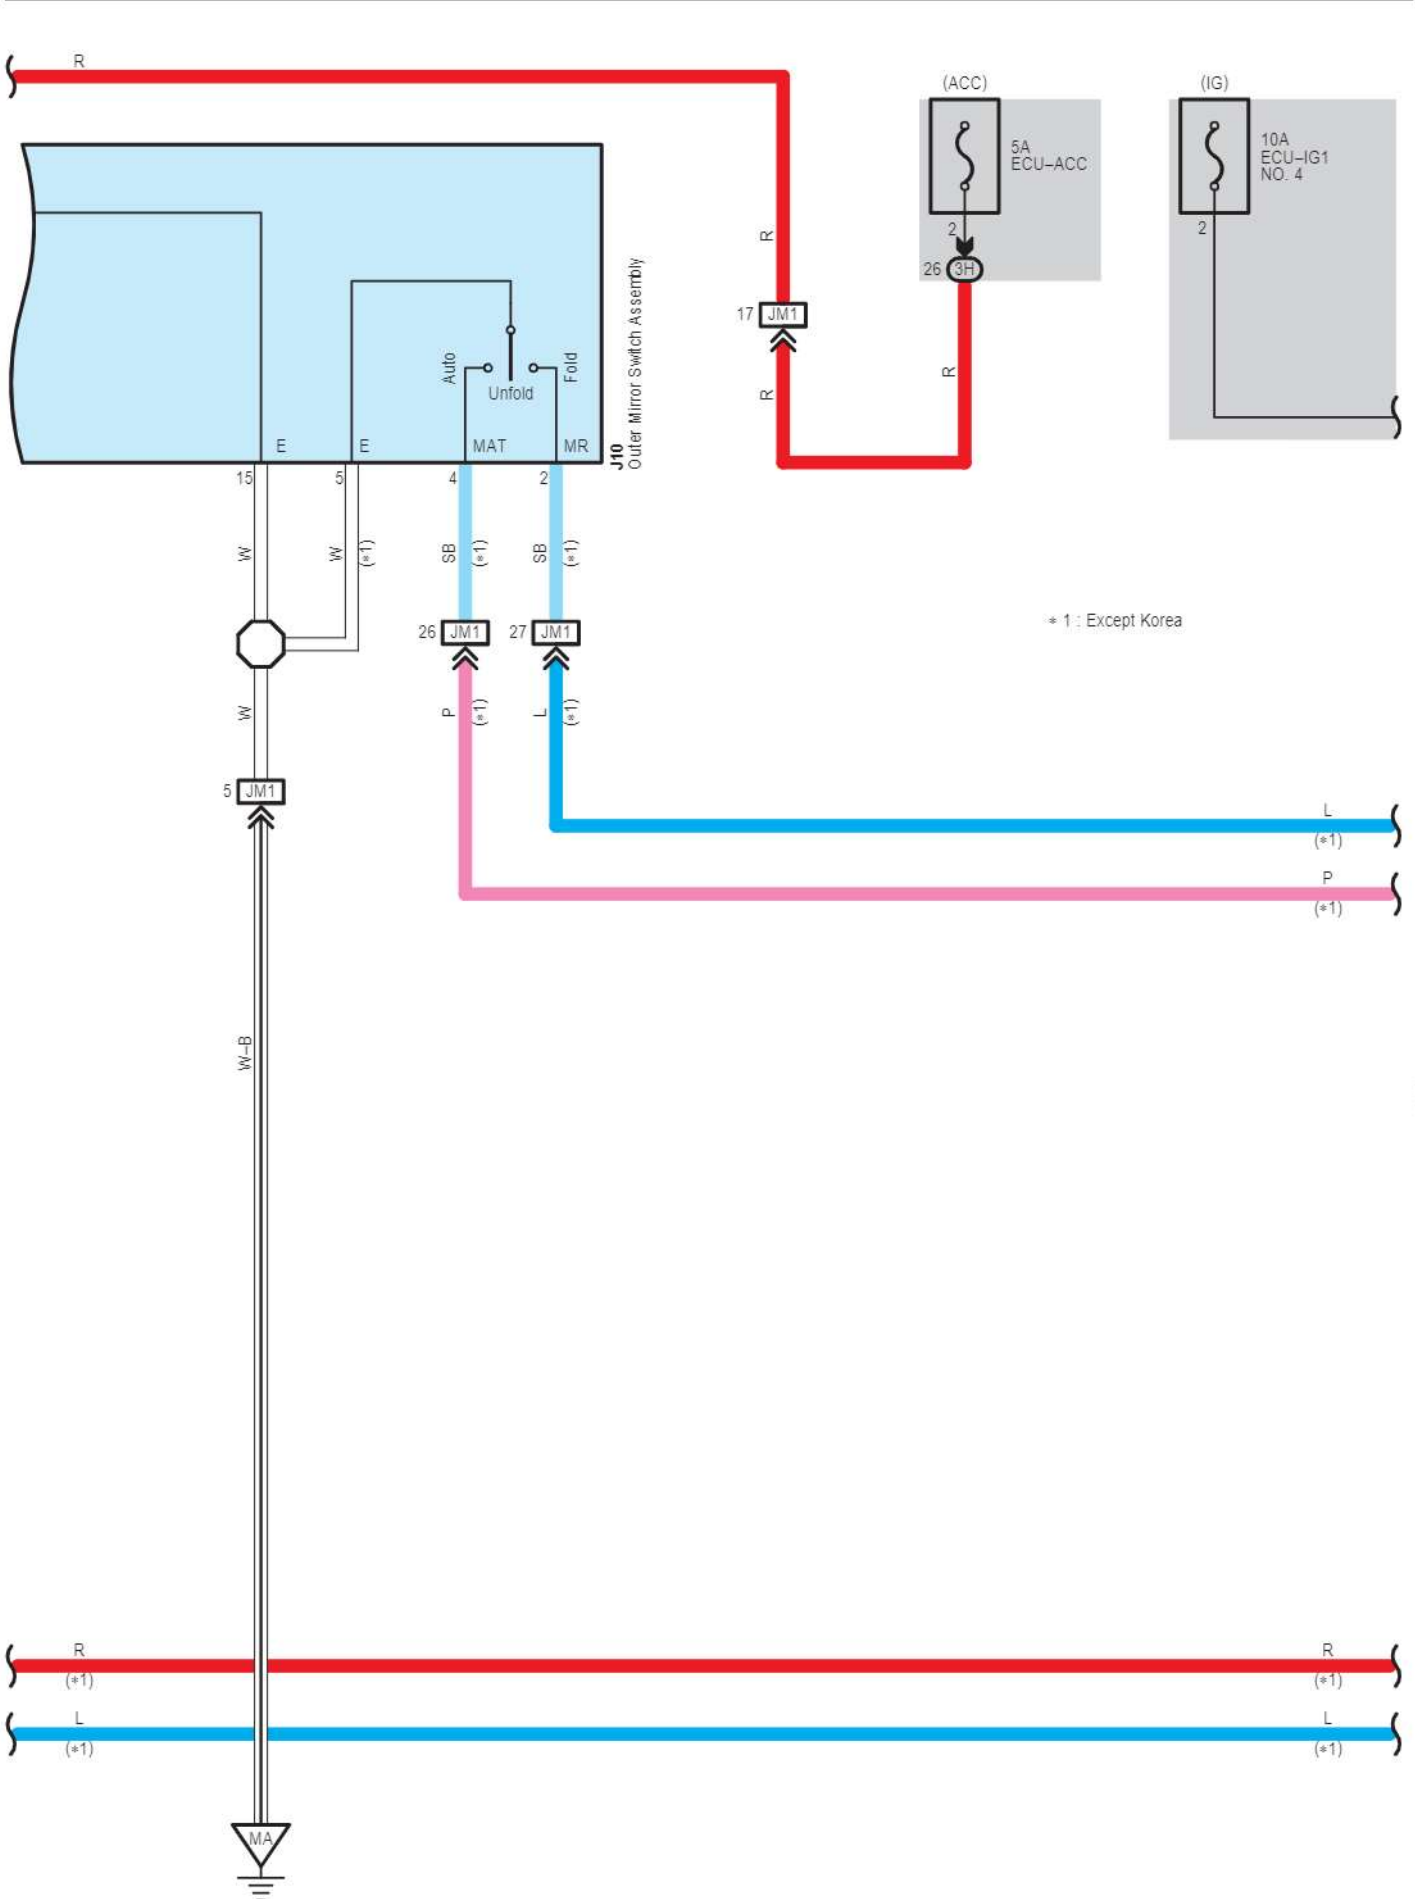 R
(ACC)
(IG)
5A
ECU–ACC
10A
ECU–IG1
NO. 4
2
2
26 3H
R
17 JM1
R
R
Auto
Unfold
Fold
J10
Outer Mirror Switch Assembly
E
E
MAT
MR
15
5
4
2
W
W
(∗1)
SB
(∗1)
SB
(∗1)
∗ 1 : Except Korea
26 JM1
27 JM1
W
P
(∗1)
L
(∗1)
5 JM1
L
(∗1)
P
(∗1)
W–B
R
(∗1)
R
(∗1)
L
(∗1)
L
(∗1)
MA